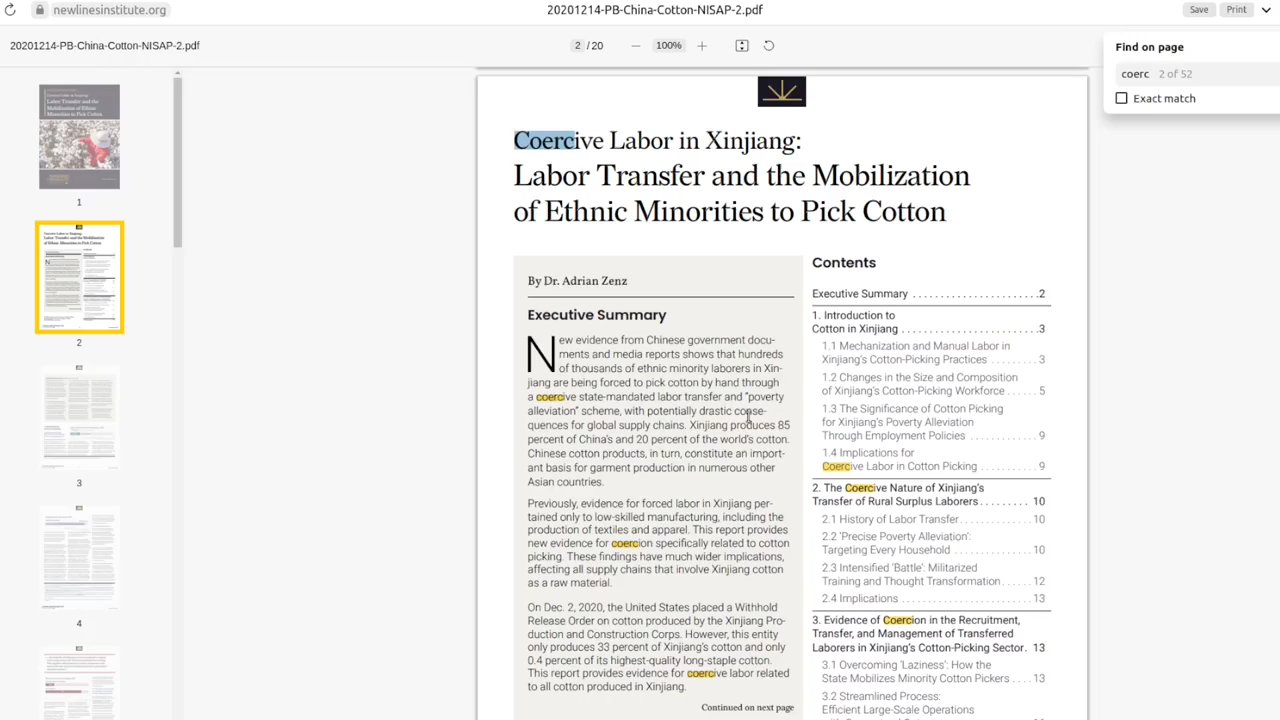 newlinesinstitute.org
20201214-PB-China-Cotton-NISAP-2.pdf
Save
Print
20201214-PB-China-Cotton-NISAP-2.pdf
2 / 20
100%
Find on page
coerc 2 of 52
Exact match
1
2
3
4
Coercive Labor in Xinjiang:
Labor Transfer and the Mobilization
of Ethnic Minorities to Pick Cotton
By Dr. Adrian Zenz
Executive Summary
New evidence from Chinese government docu-
ments and media reports shows that hundreds
of thousands of ethnic minority laborers in Xin-
jiang are being forced to pick cotton by hand through
a coercive state-mandated labor transfer and “poverty
alleviation” scheme, with potentially drastic conse-
quences for global supply chains. Xinjiang produces 85
percent of China’s and 20 percent of the world’s cotton.
Chinese cotton products, in turn, constitute an import-
ant basis for garment production in numerous other
Asian countries.
Previously, evidence for forced labor in Xinjiang per-
tained only to low-skilled manufacturing, including the
production of textiles and apparel. This report provides
new evidence for coercion specifically related to cotton
picking. These findings have much wider implications,
affecting all supply chains that involve Xinjiang cotton
as a raw material.
On Dec. 2, 2020, the United States placed a Withhold
Release Order on cotton produced by the Xinjiang Pro-
duction and Construction Corps. However, this entity
only produces 33 percent of Xinjiang’s cotton and only
0.4 percent of its highest quality long-staple cotton.
This report provides evidence for coercive labor related
to all cotton produced in Xinjiang.
Continued on next page
Contents
Executive Summary . . . . . . . . . . . . . . . . . . . . . . .2
1. Introduction to
Cotton in Xinjiang . . . . . . . . . . . . . . . . . . . . . . . . .3
1.1 Mechanization and Manual Labor in
Xinjiang’s Cotton-Picking Practices . . . . . . . . 3
1.2 Changes in the Size and Composition
of Xinjiang’s Cotton-Picking Workforce . . . . . 5
1.3 The Significance of Cotton Picking
for Xinjiang’s Poverty Alleviation
Through Employment Policies . . . . . . . . . . . . .9
1.4 Implications for
Coercive Labor in Cotton Picking . . . . . . . . . . 9
2. The Coercive Nature of Xinjiang’s
Transfer of Rural Surplus Laborers . . . . . . . . . 10
2.1 History of Labor Transfer . . . . . . . . . . . . . . 10
2.2 ‘Precise Poverty Alleviation’:
Targeting Every Household . . . . . . . . . . . . . . 10
2.3 Intensified ‘Battle’: Militarized
Training and Thought Transformation . . . . . . 12
2.4 Implications . . . . . . . . . . . . . . . . . . . . . . . . 13
3. Evidence of Coercion in the Recruitment,
Transfer, and Management of Transferred
Labor in Xinjiang’s Cotton-Picking Sector. 13
3.1 Overcoming ‘Laziness’: How the
State Mobilizes Minority Cotton Pickers . . . . 13
3.2 Streamlined Process:
Efficient Large-Scale Operations